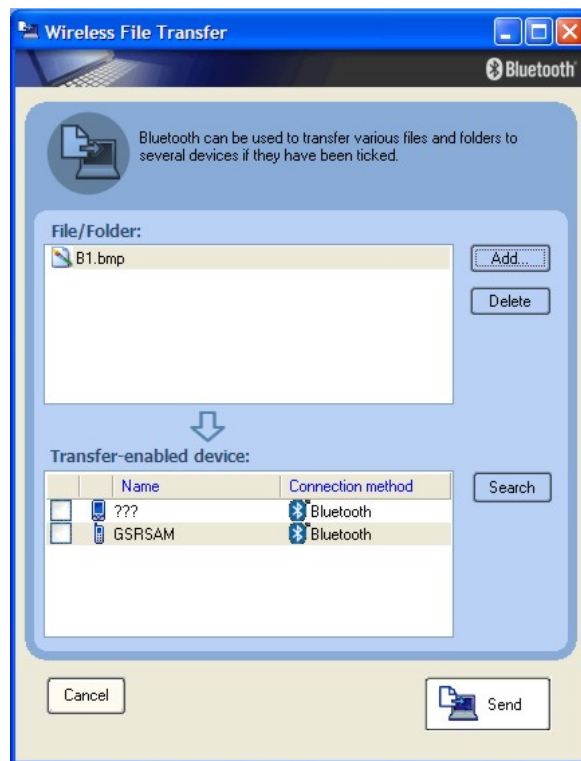 Wireless File Transfer
Bluetooth
Bluetooth can be used to transfer various files and folders to
several devices if they have been ticked.
File/Folder:
B1.bmp
Add...
Delete
Transfer-enabled device:
Name Connection method
Search
??? Bluetooth
GSRSAM Bluetooth
Cancel
Send